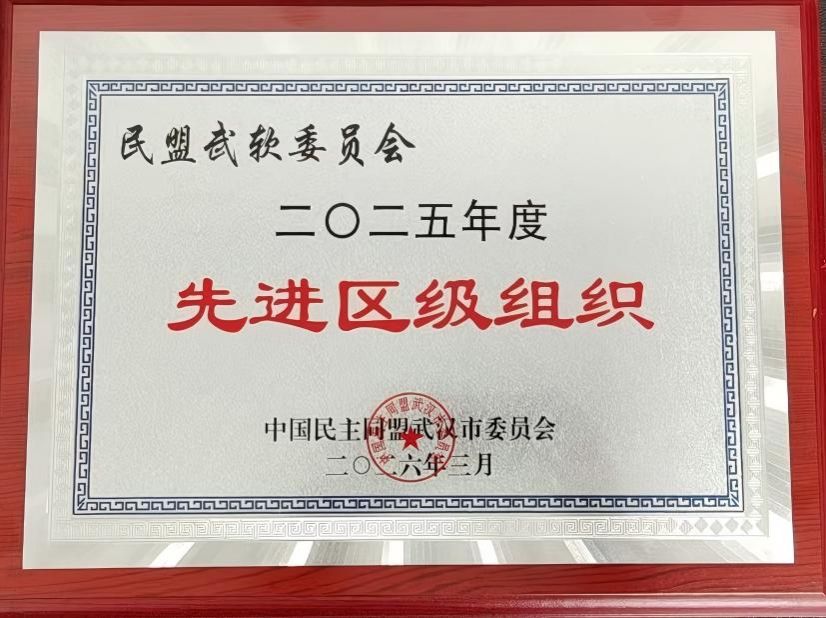 民盟武软委员会
二〇二五年度
先进区级组织
中国民主同盟武汉市委员会
二〇二六年三月